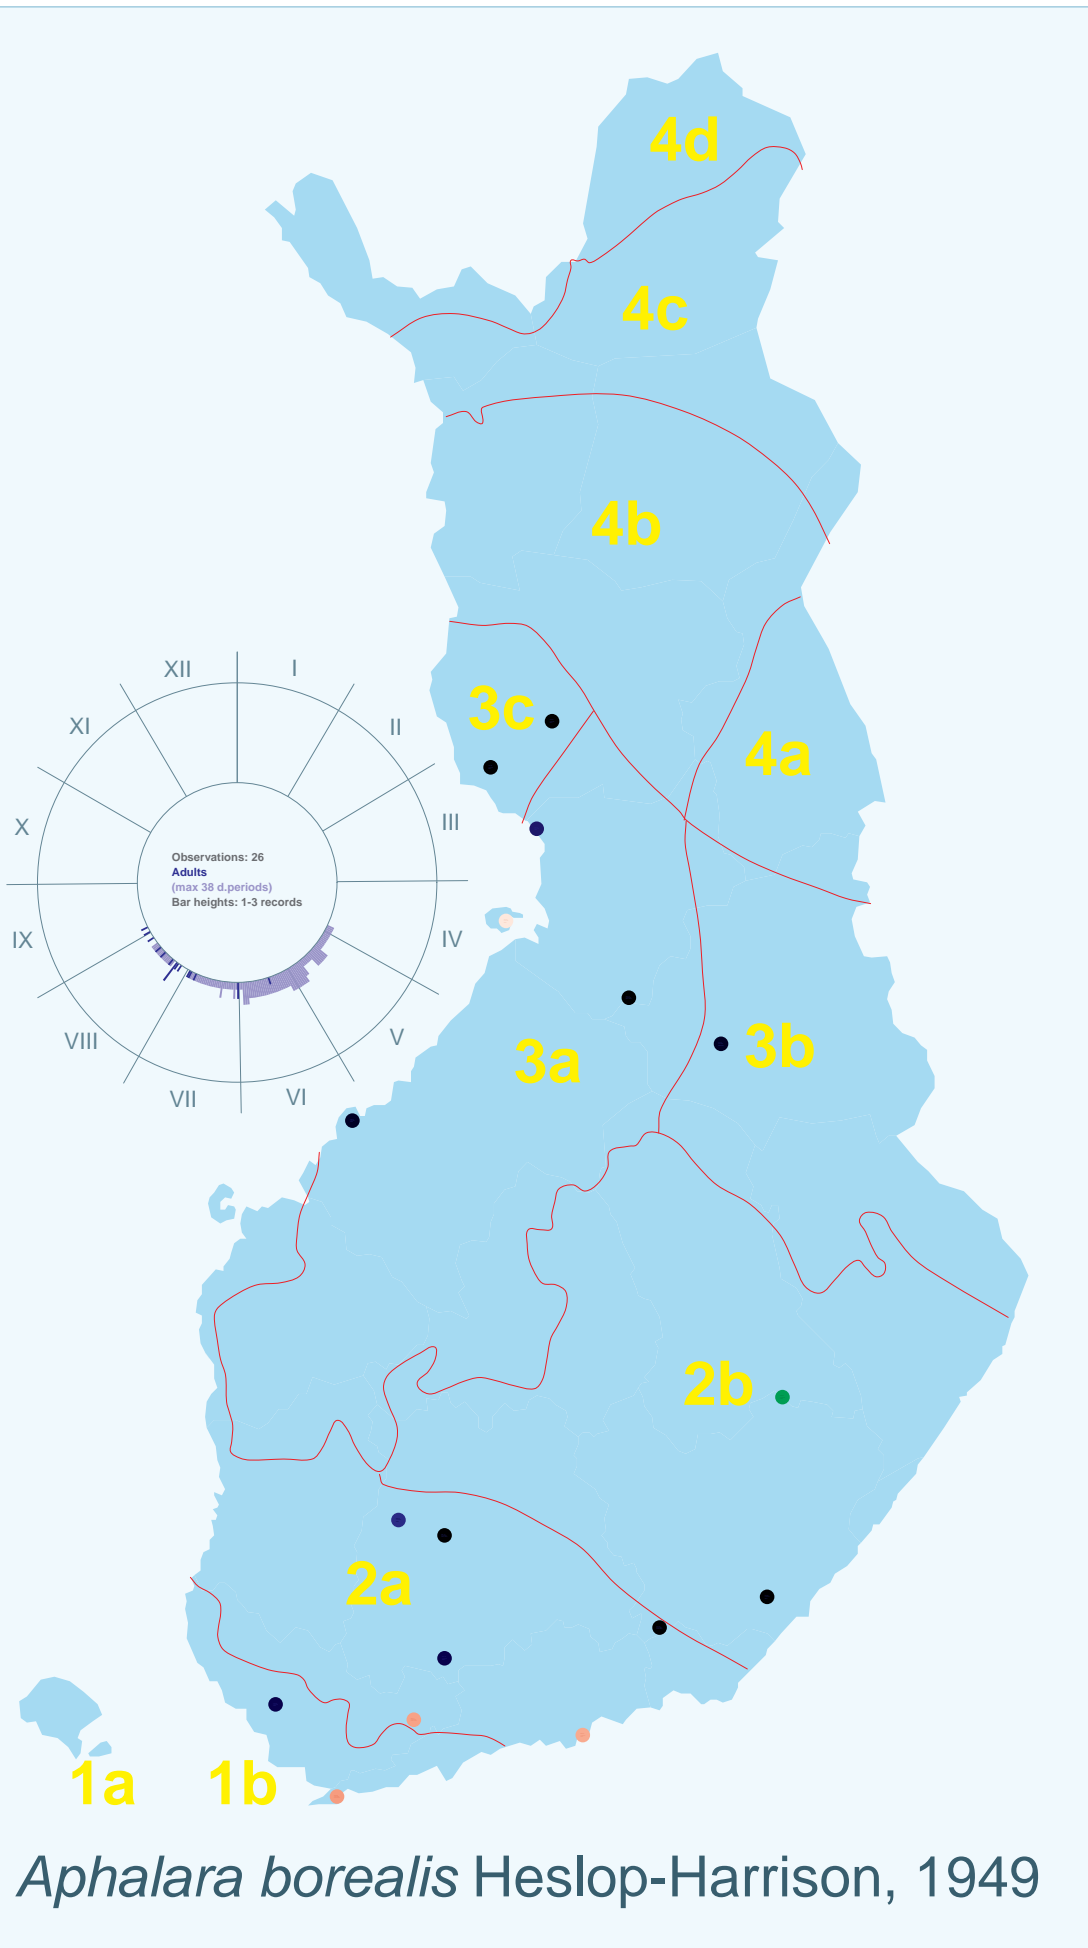 4d
4c
4b
3c
4a
XII
I
XI
II
X
III
Observations: 26
Adults
(max 38 d.periods)
Bar heights: 1-3 records
IX
IV
VIII
V
VII
VI
3a
3b
2b
2a
1a
1b
Aphalara borealis Heslop-Harrison, 1949